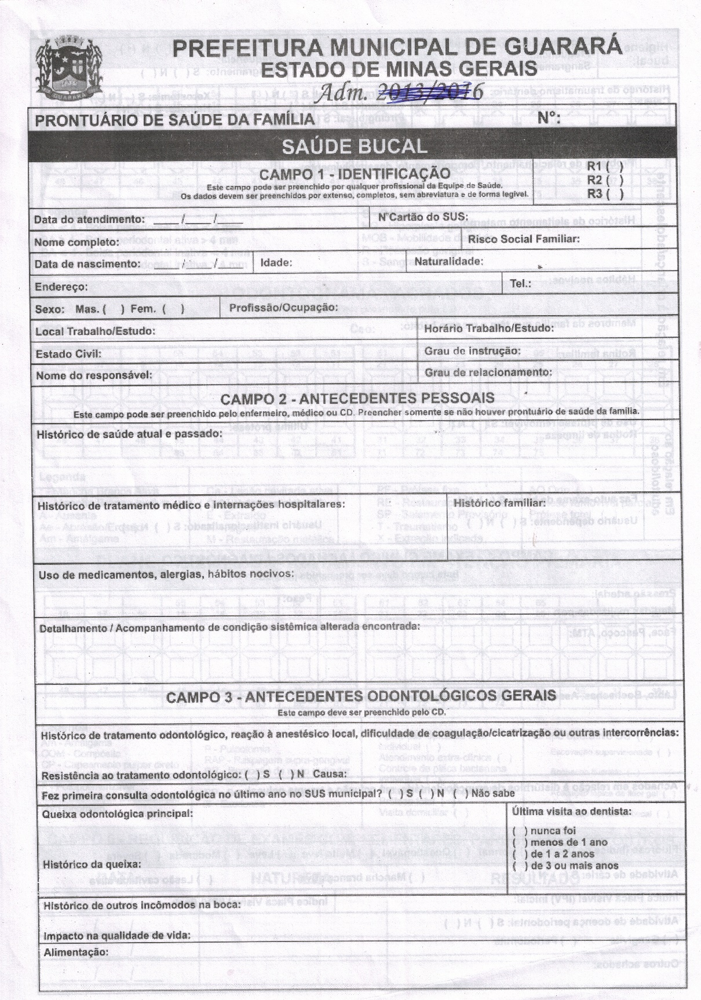 PREFEITURA MUNICIPAL DE GUARARÁ
ESTADO DE MINAS GERAIS
Adm. 2013/2016
PRONTUÁRIO DE SAÚDE DA FAMÍLIA Nº:
SAÚDE BUCAL
CAMPO 1 - IDENTIFICAÇÃO
Este campo pode ser preenchido por qualquer profissional da Equipe de Saúde.
Os dados devem ser preenchidos por extenso, completos, sem abreviatura e de forma legível.
R1 ( )
R2 ( )
R3 ( )
Data do atendimento: ____/____/____ NºCartão do SUS:
Nome completo: Risco Social Familiar:
Data de nascimento: ____/____/____ Idade: Naturalidade:
Endereço: Tel.:
Sexo: Mas. ( ) Fem. ( ) Profissão/Ocupação:
Local Trabalho/Estudo: Horário Trabalho/Estudo:
Estado Civil: Grau de instrução:
Nome do responsável: Grau de relacionamento:
CAMPO 2 - ANTECEDENTES PESSOAIS
Este campo pode ser preenchido pelo enfermeiro, médico ou CD. Preencher somente se não houver prontuário de saúde da família.
Histórico de saúde atual e passado:
Histórico de tratamento médico e internações hospitalares: Histórico familiar:
Uso de medicamentos, alergias, hábitos nocivos:
Detalhamento / Acompanhamento de condição sistêmica alterada encontrada:
CAMPO 3 - ANTECEDENTES ODONTOLÓGICOS GERAIS
Este campo deve ser preenchido pelo CD.
Histórico de tratamento odontológico, reação à anestésico local, dificuldade de coagulação/cicatrização ou outras intercorrências:
Resistência ao tratamento odontológico: ( ) S ( ) N Causa:
Fez primeira consulta odontológica no último ano no SUS municipal? ( ) S ( ) N ( ) Não sabe
Queixa odontológica principal:
Histórico da queixa:
Última visita ao dentista:
( ) nunca foi
( ) menos de 1 ano
( ) de 1 a 2 anos
( ) de 3 ou mais anos
Histórico de outros incômodos na boca:
Impacto na qualidade de vida:
Alimentação: